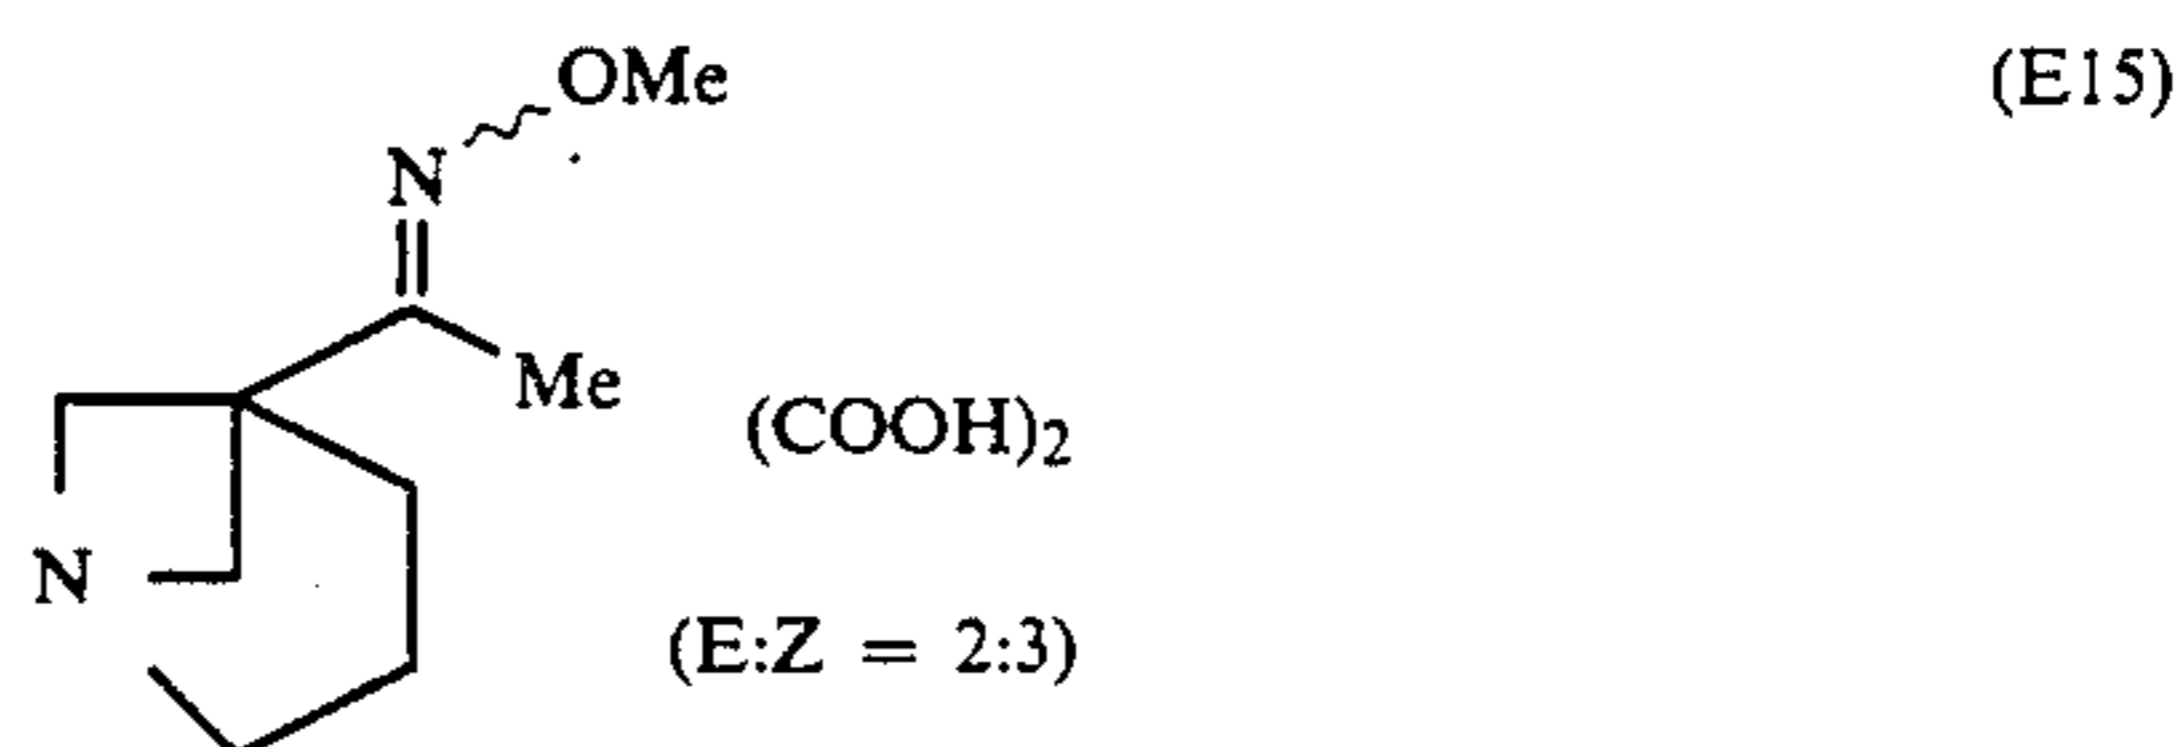 OMe (E15)
N
Me
(COOH)2
N
(E:Z = 2:3)